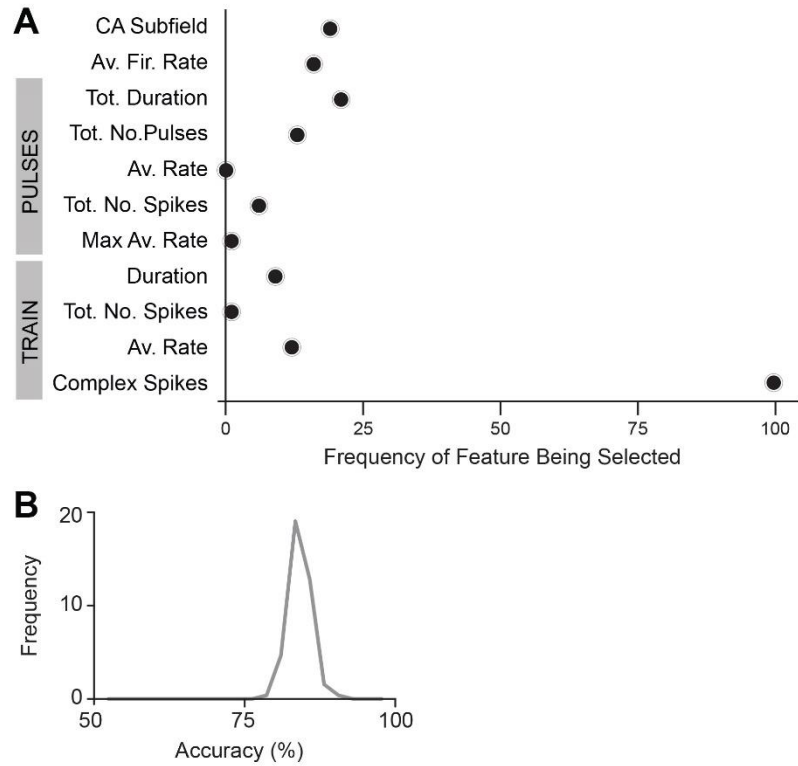 A
CA Subfield
Av. Fir. Rate
PULSES
Tot. Duration
Tot. No.Pulses
Av. Rate
Tot. No. Spikes
Max Av. Rate
TRAIN
Duration
Tot. No. Spikes
Av. Rate
Complex Spikes
0 25 50 75 100
Frequency of Feature Being Selected
B
Frequency
20
10
0
50 75 100
Accuracy (%)